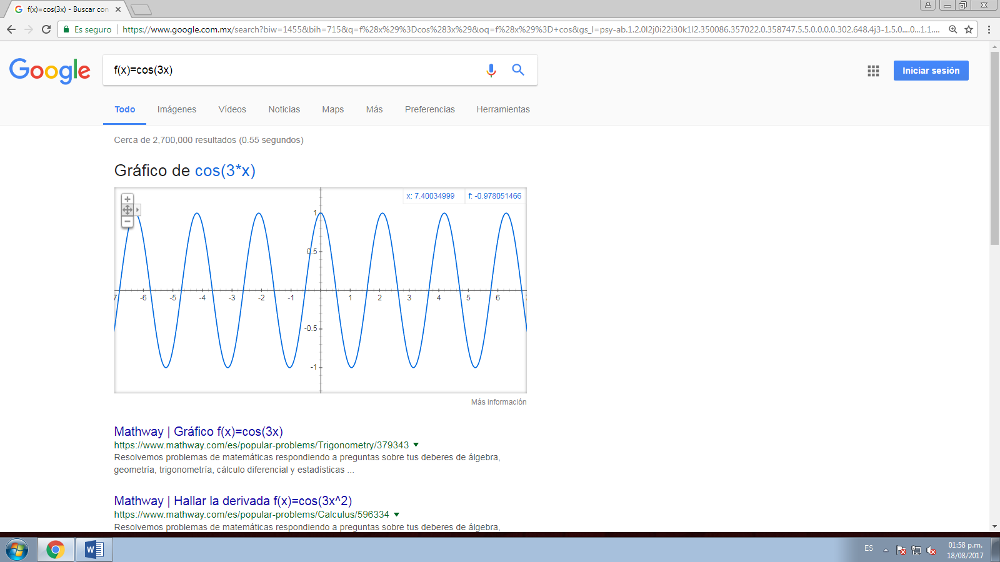 f(x)=cos(3x) - Buscar con
Es seguro
https://www.google.com.mx/search?biw=1455&bih=715&q=f%28x%29%3Dcos%283x%29&oq=f%28x%29%3D+cos&gs_l=psy-ab.1.2.0l2j0i22i30k1l2.350086.357022.0.358747.5.5.0.0.0.0.302.648.4j3-1.5.0....0...1.1....
Google
f(x)=cos(3x)
Iniciar sesión
Todo Imágenes Vídeos Noticias Maps Más Preferencias Herramientas
Cerca de 2,700,000 resultados (0.55 segundos)
Gráfico de cos(3*x)
x: 7.40034999 f: -0.978051466
1
0.5
7 -6 -5 -4 -3 -2 -1 1 2 3 4 5 6 7
-0.5
-1
Más información
Mathway | Gráfico f(x)=cos(3x)
https://www.mathway.com/es/popular-problems/Trigonometry/379343
Resolvemos problemas de matemáticas respondiendo a preguntas sobre tus deberes de álgebra,
geometría, trigonometría, cálculo diferencial y estadísticas ...
Mathway | Hallar la derivada f(x)=cos(3x^2)
https://www.mathway.com/es/popular-problems/Calculus/596334
Resolvemos problemas de matemáticas respondiendo a preguntas sobre tus deberes de álgebra,
W
ES
01:58 p.m.
18/08/2017